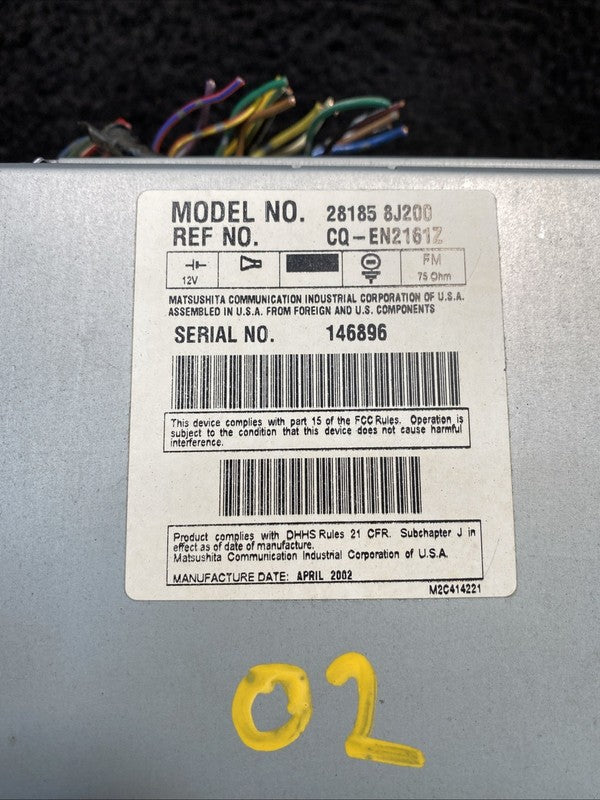 MODEL NO. 28185 8J200
REF NO. CQ-EN2161Z
12V
FM
75 Ohm
MATSUSHITA COMMUNICATION INDUSTRIAL CORPORATION OF U.S.A.
ASSEMBLED IN U.S.A. FROM FOREIGN AND U.S. COMPONENTS
SERIAL NO. 146896
This device complies with part 15 of the FCC Rules. Operation is
subject to the condition that this device does not cause harmful
interference.
Product complies with DHHS Rules 21 CFR. Subchapter J in
effect as of date of manufacture.
Matsushita Communication Industrial Corporation of U.S.A.
MANUFACTURE DATE: APRIL 2002
M2C414221
02